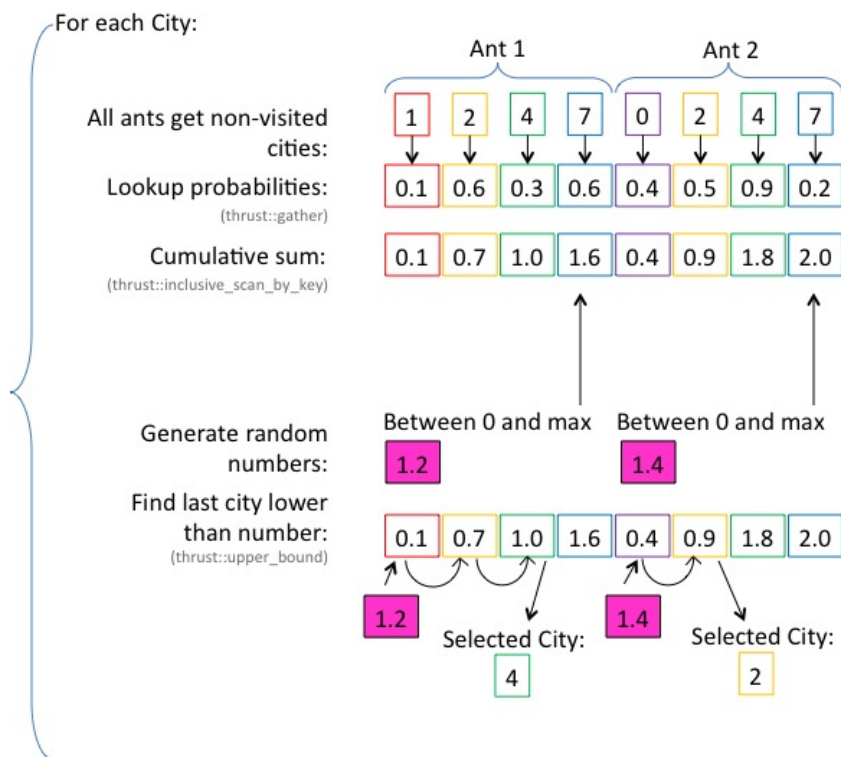 For each City:
Ant 1 Ant 2
All ants get non-visited
cities:
1 2 4 7 0 2 4 7
Lookup probabilities:
(thrust::gather)
0.1 0.6 0.3 0.6 0.4 0.5 0.9 0.2
Cumulative sum:
(thrust::inclusive_scan_by_key)
0.1 0.7 1.0 1.6 0.4 0.9 1.8 2.0
Between 0 and max Between 0 and max
Generate random
numbers:
1.2 1.4
Find last city lower
than number:
(thrust::upper_bound)
0.1 0.7 1.0 1.6 0.4 0.9 1.8 2.0
1.2 1.4
Selected City: Selected City:
4 2